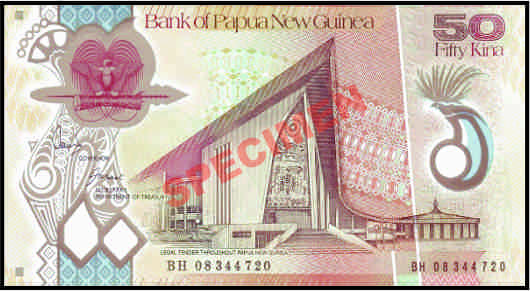 Bank of Papua New Guinea
50
Fifty Kina
SPECIMEN
GOVERNOR
SECRETARY
DEPARTMENT OF TREASURY
LEGAL TENDER THROUGHOUT PAPUA NEW GUINEA
BH 08344720
BH 08344720